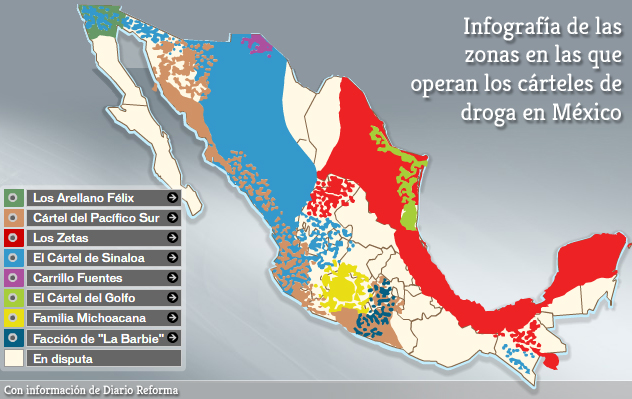 Infografía de las
zonas en las que
operan los cárteles de
droga en México
Los Arellano Félix
Cártel del Pacífico Sur
Los Zetas
El Cártel de Sinaloa
Carrillo Fuentes
El Cártel del Golfo
Familia Michoacana
Facción de "La Barbie"
En disputa
Con información de Diario Reforma